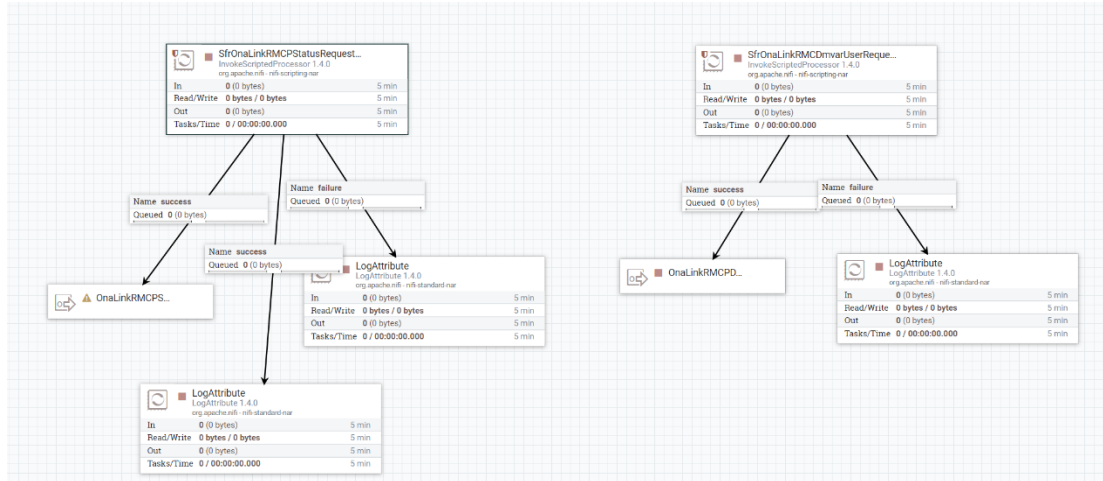 SfrOnaLinkRMCPStatusRequest...
InvokeScriptedProcessor 1.4.0
org.apache.nifi - nifi-scripting-nar
In 0 (0 bytes) 5 min
Read/Write 0 bytes / 0 bytes 5 min
Out 0 (0 bytes) 5 min
Tasks/Time 0 / 00:00:00.000 5 min
SfrOnaLinkRMCDmvarUserReque...
InvokeScriptedProcessor 1.4.0
org.apache.nifi - nifi-scripting-nar
In 0 (0 bytes) 5 min
Read/Write 0 bytes / 0 bytes 5 min
Out 0 (0 bytes) 5 min
Tasks/Time 0 / 00:00:00.000 5 min
Name success
Queued 0 (0 bytes)
Name failure
Queued 0 (0 bytes)
Name success
Queued 0 (0 bytes)
Name success
Queued 0 (0 bytes)
Name failure
Queued 0 (0 bytes)
OnaLinkRMCPS...
LogAttribute
LogAttribute 1.4.0
org.apache.nifi - nifi-standard-nar
In 0 (0 bytes) 5 min
Read/Write 0 bytes / 0 bytes 5 min
Out 0 (0 bytes) 5 min
Tasks/Time 0 / 00:00:00.000 5 min
OnaLinkRMCPD...
LogAttribute
LogAttribute 1.4.0
org.apache.nifi - nifi-standard-nar
In 0 (0 bytes) 5 min
Read/Write 0 bytes / 0 bytes 5 min
Out 0 (0 bytes) 5 min
Tasks/Time 0 / 00:00:00.000 5 min
LogAttribute
LogAttribute 1.4.0
org.apache.nifi - nifi-standard-nar
In 0 (0 bytes) 5 min
Read/Write 0 bytes / 0 bytes 5 min
Out 0 (0 bytes) 5 min
Tasks/Time 0 / 00:00:00.000 5 min